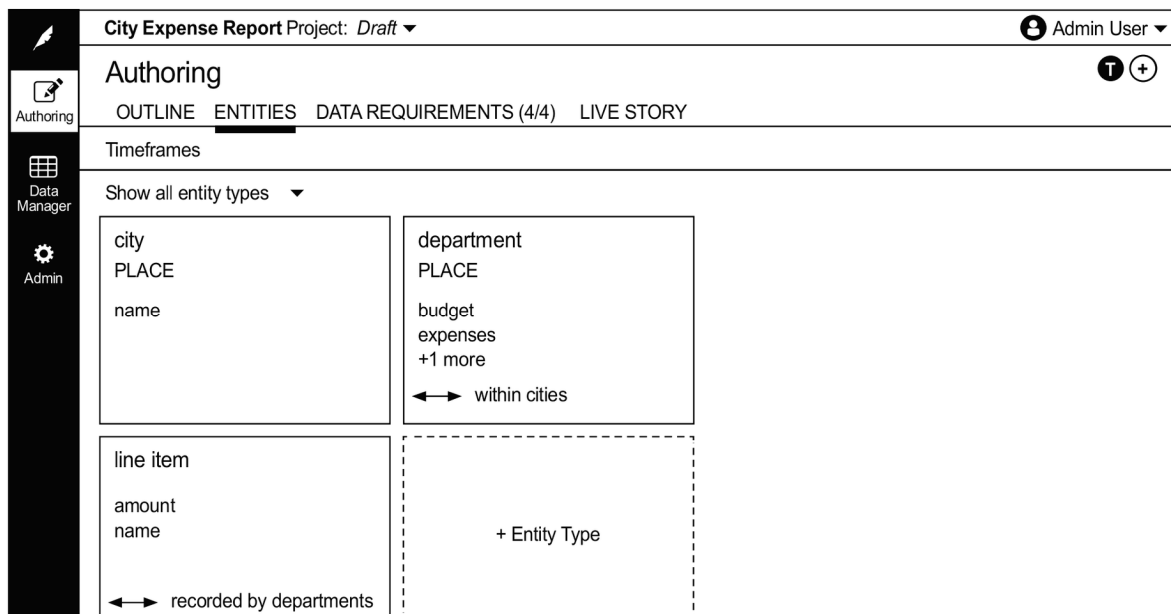 City Expense Report Project: Draft
Admin User
Authoring
T +
Authoring
OUTLINE ENTITIES DATA REQUIREMENTS (4/4) LIVE STORY
Timeframes
Data
Manager
Show all entity types
Admin
city
PLACE
name
department
PLACE
budget
expenses
+1 more
within cities
line item
amount
name
recorded by departments
+ Entity Type